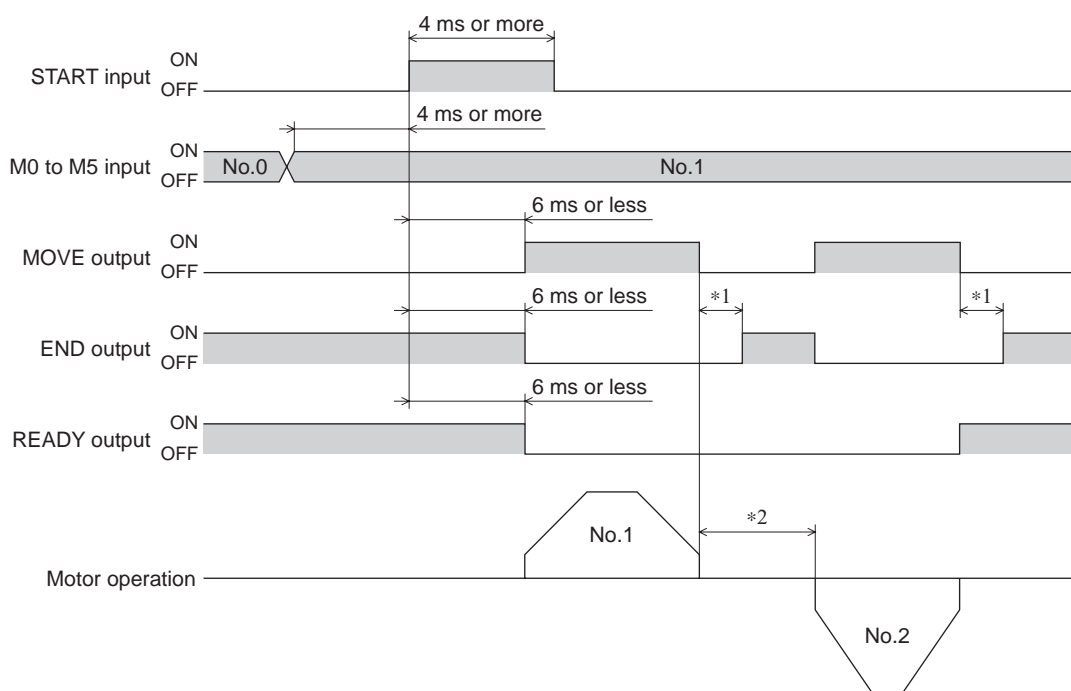 4 ms or more
ON
START input
OFF
4 ms or more
ON
M0 to M5 input
No.0
No.1
OFF
6 ms or less
ON
MOVE output
OFF
6 ms or less
*1
*1
ON
END output
OFF
6 ms or less
ON
READY output
OFF
*2
No.1
Motor operation
No.2